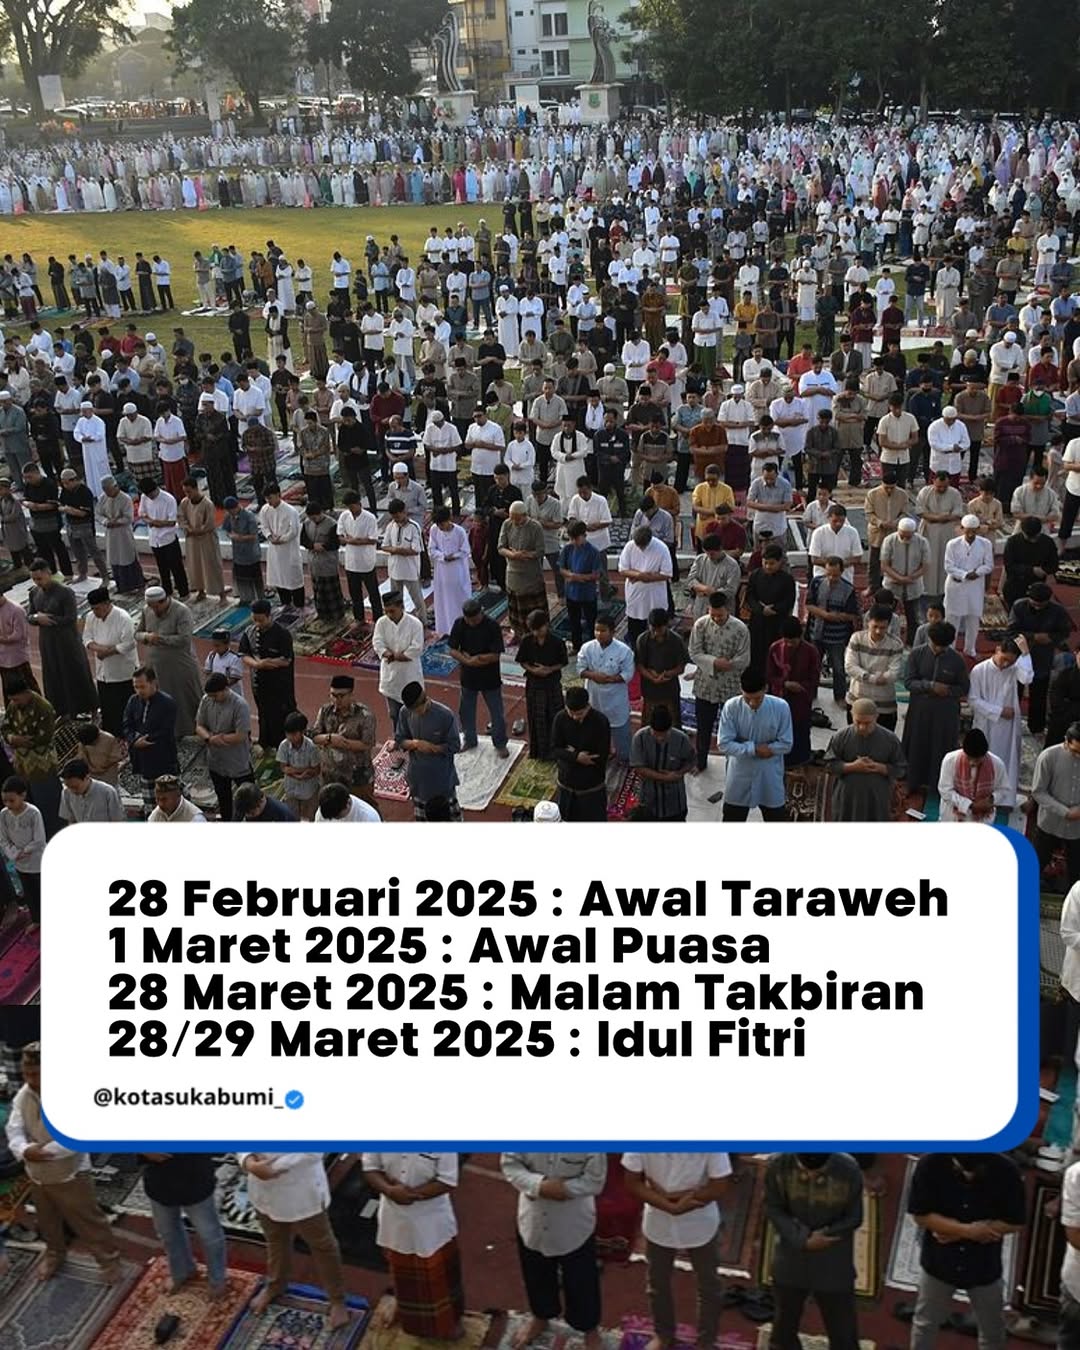 28 Februari 2025 : Awal Taraweh
1 Maret 2025 : Awal Puasa
28 Maret 2025 : Malam Takbiran
28/29 Maret 2025 : Idul Fitri
@kotasukabumi_